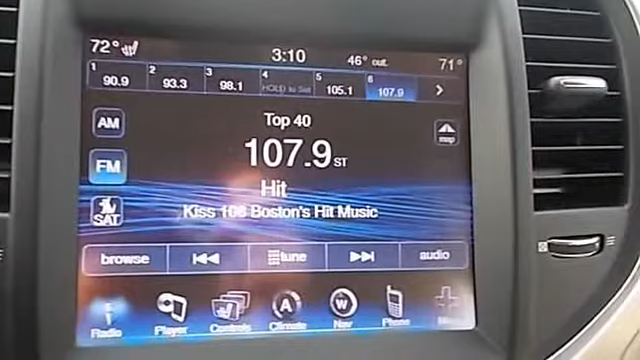 72° 3:10 46° out. 71°
1 90.9 2 93.3 3 98.1 4 HOLD to Set 5 105.1 6 107.9
AM Top 40 map
FM 107.9 ST
Hit
SAT Kiss 108 Boston's Hit Music
browse tune audio
Radio Player Controls A Climate W Nav Phone